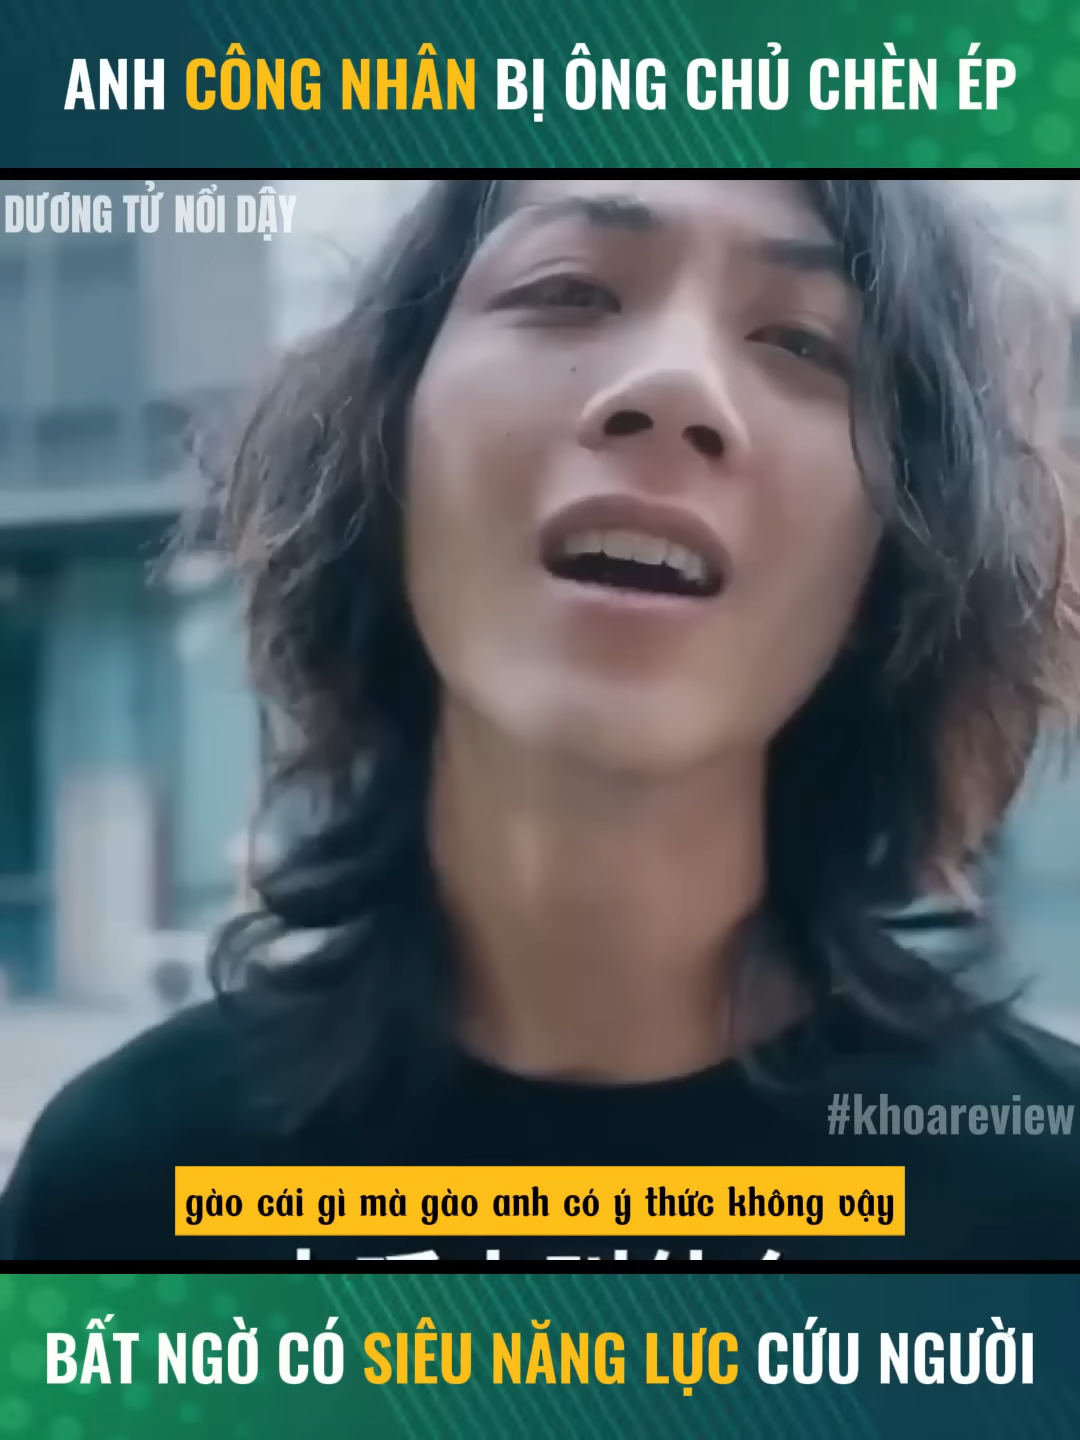 ANH CÔNG NHÂN BỊ ÔNG CHỦ CHÈN ÉP
DƯƠNG TỬ NỔI DẬY
#khoareview
gào cái gì mà gào anh có ý thức không vậy
BẤT NGỜ CÓ SIÊU NĂNG LỰC CỨU NGƯỜI